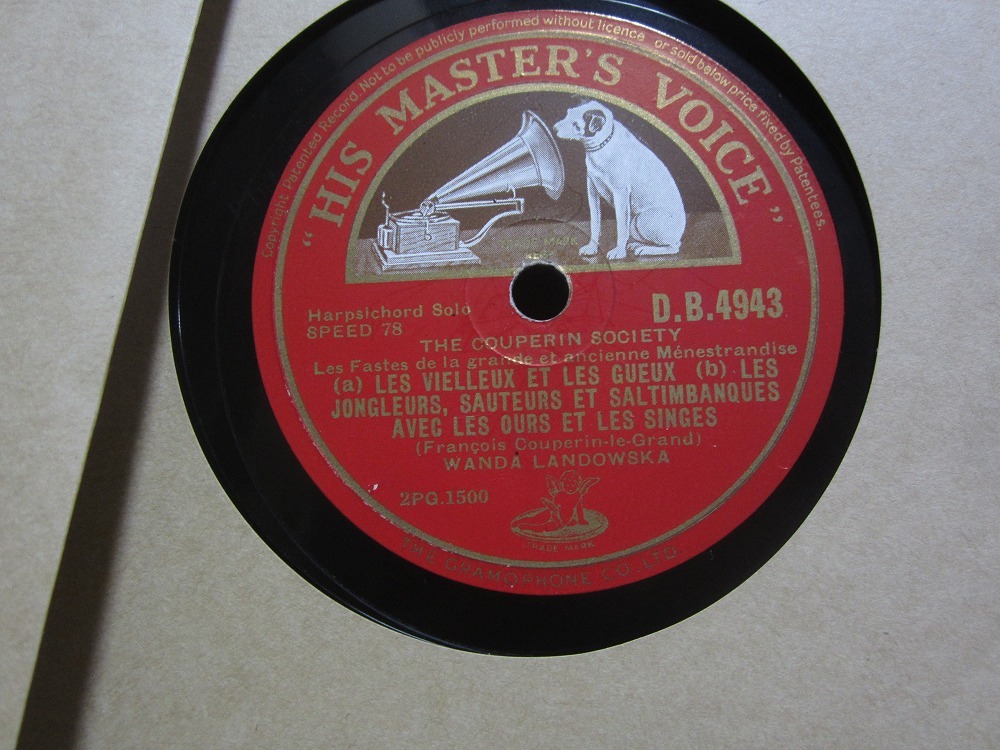 Copyright. Patented Record. Not to be publicly performed without licence or sold below price fixed by Patentees.
“HIS MASTER'S VOICE”
TRADE MARK
Harpsichord Solo
D.B.4943
SPEED 78
THE COUPERIN SOCIETY
Les Fastes de la grande et ancienne Ménestrandise
(a) LES VIELLEUX ET LES GUEUX (b) LES
JONGLEURS, SAUTEURS ET SALTIMBANQUES
AVEC LES OURS ET LES SINGES
(François Couperin-le-Grand)
WANDA LANDOWSKA
2PG.1500
TRADE MARK
THE GRAMOPHONE CO. LTD.